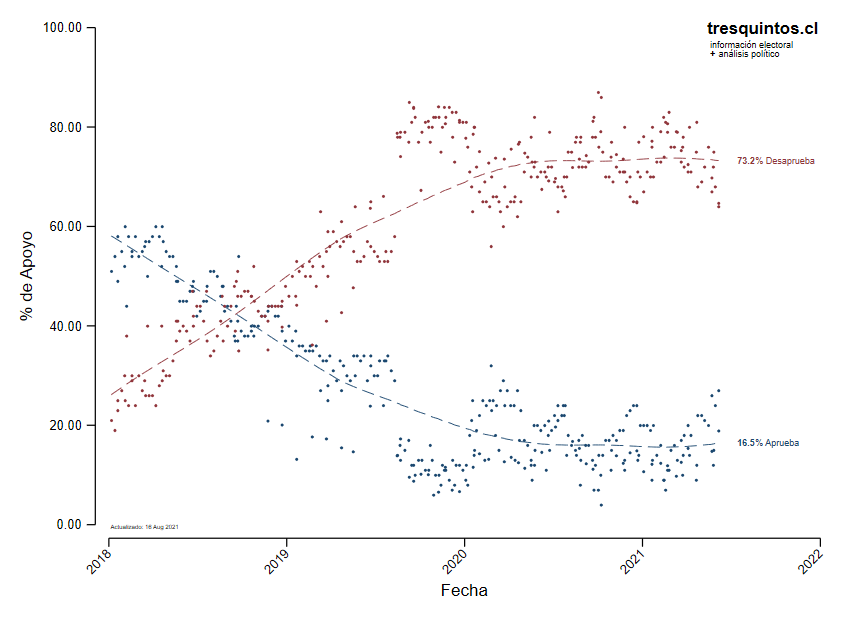 tresquintos.cl
información electoral
+ análisis político
100.00
80.00
60.00
40.00
20.00
0.00
% de Apoyo
73.2% Desaprueba
16.5% Aprueba
Actualizado: 16 Aug 2021
2018
2019
2020
2021
2022
Fecha